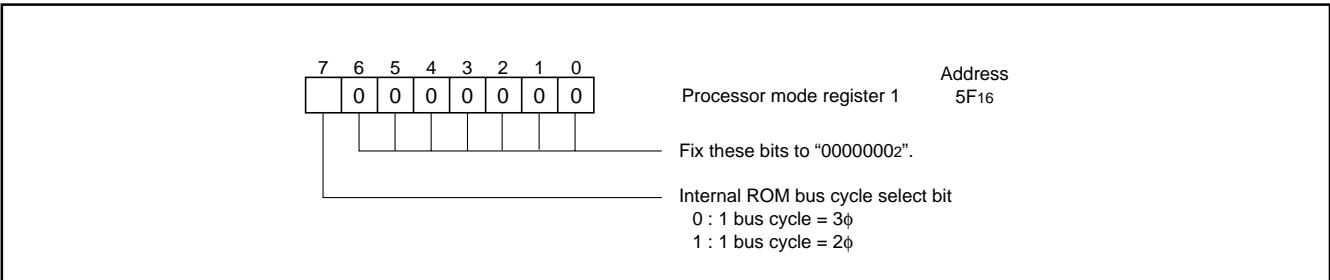 7 6 5 4 3 2 1 0
Address
0 0 0 0 0 0 0 Processor mode register 1 5F16
Fix these bits to “00000002”.
Internal ROM bus cycle select bit
0 : 1 bus cycle = 3ϕ
1 : 1 bus cycle = 2ϕ